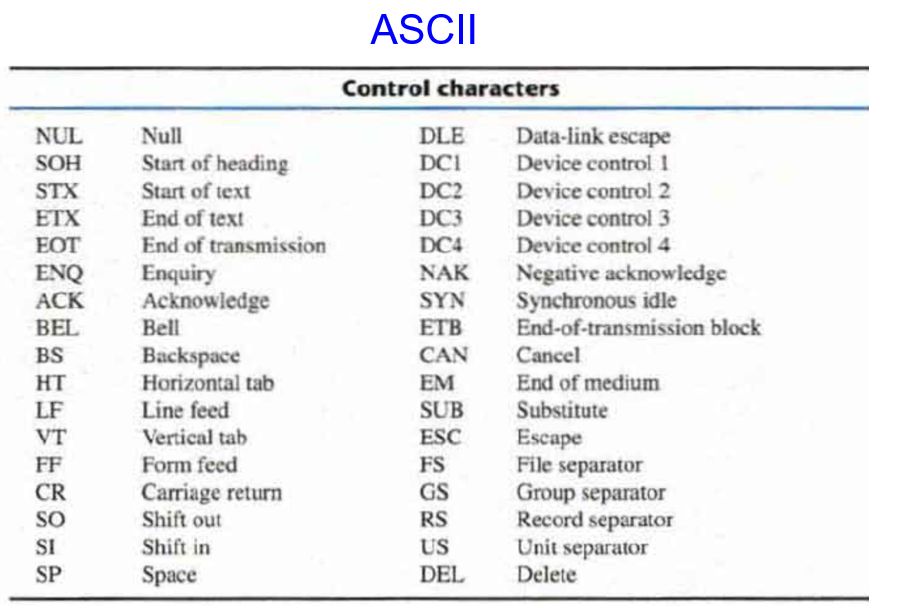 ASCII
Control characters
NUL Null DLE Data-link escape
SOH Start of heading DC1 Device control 1
STX Start of text DC2 Device control 2
ETX End of text DC3 Device control 3
EOT End of transmission DC4 Device control 4
ENQ Enquiry NAK Negative acknowledge
ACK Acknowledge SYN Synchronous idle
BEL Bell ETB End-of-transmission block
BS Backspace CAN Cancel
HT Horizontal tab EM End of medium
LF Line feed SUB Substitute
VT Vertical tab ESC Escape
FF Form feed FS File separator
CR Carriage return GS Group separator
SO Shift out RS Record separator
SI Shift in US Unit separator
SP Space DEL Delete